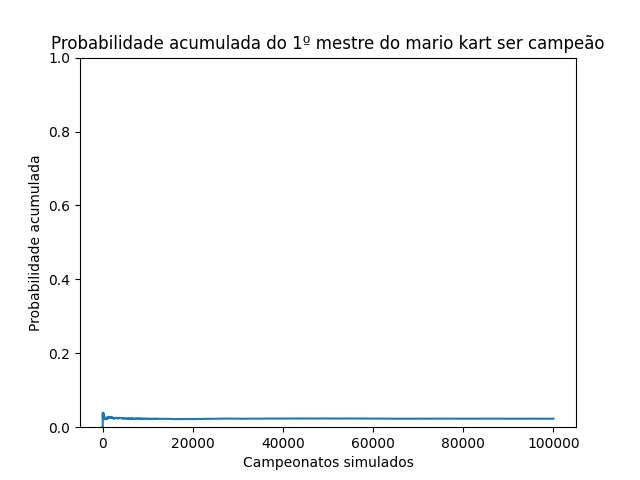 Probabilidade acumulada do 1º mestre do mario kart ser campeão
1.0
0.8
0.6
0.4
0.2
0.0
Probabilidade acumulada
0 20000 40000 60000 80000 100000
Campeonatos simulados